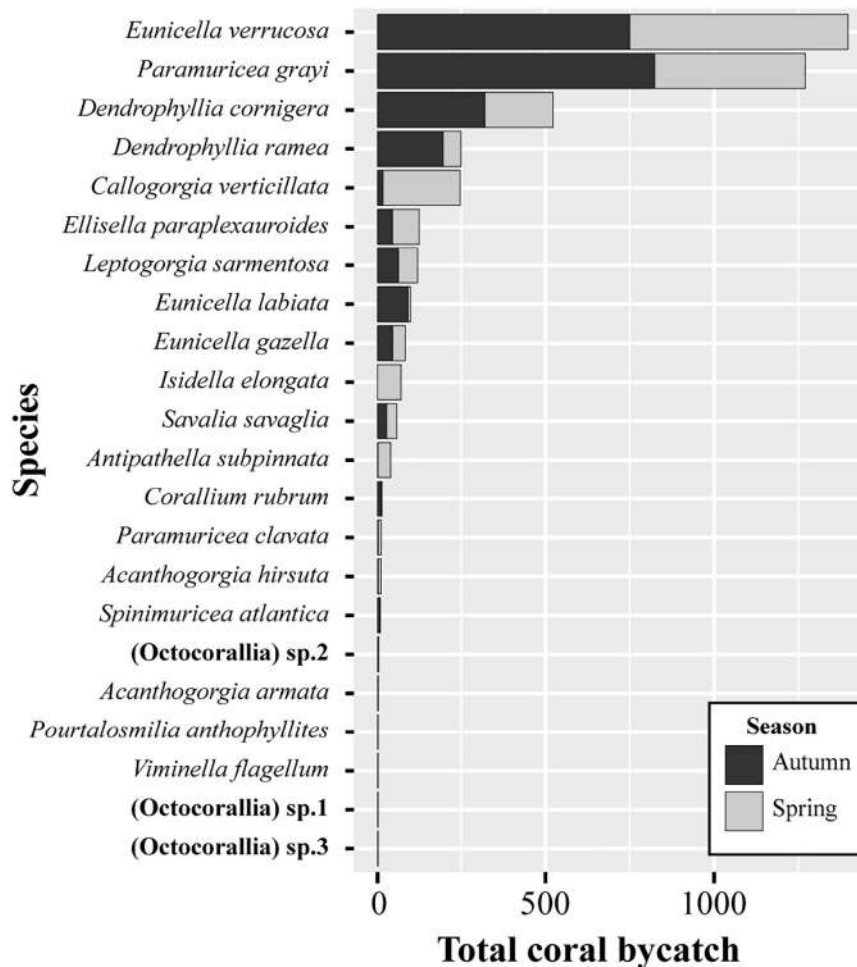 Species
Eunicella verrucosa
Paramuricea grayi
Dendrophyllia cornigera
Dendrophyllia ramea
Callogorgia verticillata
Ellisella paraplexauroides
Leptogorgia sarmentosa
Eunicella labiata
Eunicella gazella
Isidella elongata
Savalia savaglia
Antipathella subpinnata
Corallium rubrum
Paramuricea clavata
Acanthogorgia hirsuta
Spinimuricea atlantica
(Octocorallia) sp.2
Acanthogorgia armata
Pourtalosmilia anthophyllites
Viminella flagellum
(Octocorallia) sp.1
(Octocorallia) sp.3
Season
Autumn
Spring
0 500 1000
Total coral bycatch